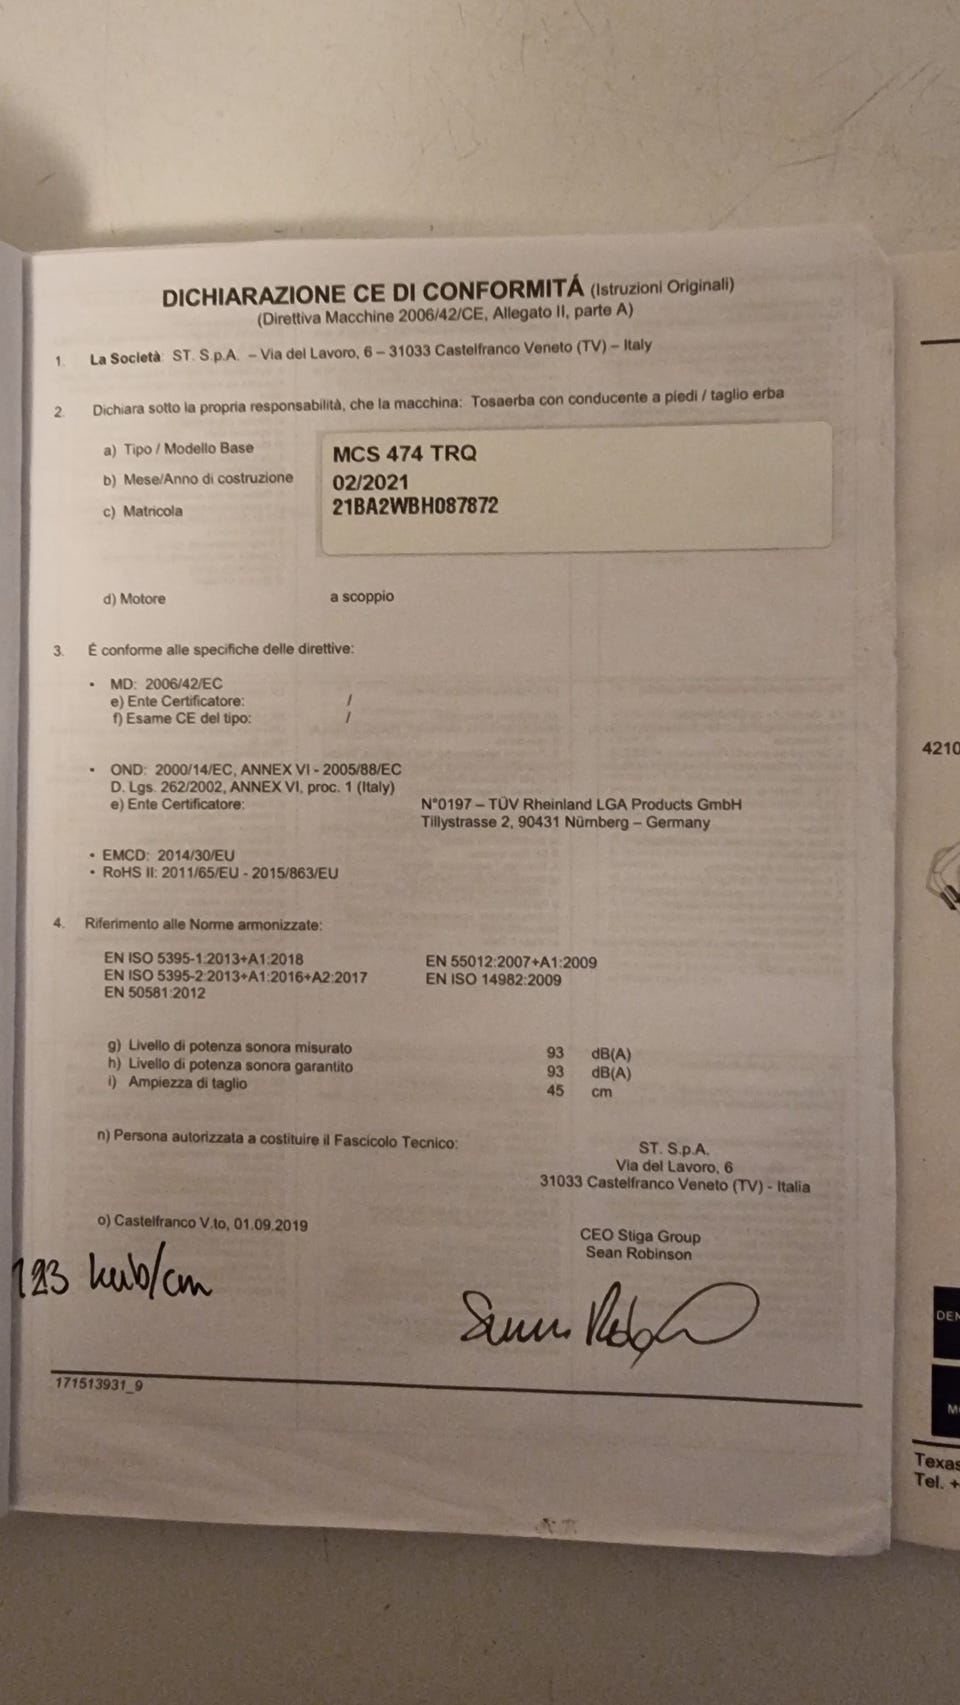 DICHIARAZIONE CE DI CONFORMITÁ (Istruzioni Originali)
(Direttiva Macchine 2006/42/CE, Allegato II, parte A)
1. La Società: ST. S.p.A. – Via del Lavoro, 6 – 31033 Castelfranco Veneto (TV) – Italy
2. Dichiara sotto la propria responsabilità, che la macchina: Tosaerba con conducente a piedi / taglio erba
a) Tipo / Modello Base MCS 474 TRQ
b) Mese/Anno di costruzione 02/2021
c) Matricola 21BA2WBH087872
d) Motore a scoppio
3. É conforme alle specifiche delle direttive:
• MD: 2006/42/EC
e) Ente Certificatore: /
f) Esame CE del tipo: /
• OND: 2000/14/EC, ANNEX VI - 2005/88/EC
D. Lgs. 262/2002, ANNEX VI, proc. 1 (Italy)
e) Ente Certificatore: N°0197 – TÜV Rheinland LGA Products GmbH
Tillystrasse 2, 90431 Nürnberg – Germany
• EMCD: 2014/30/EU
• RoHS II: 2011/65/EU - 2015/863/EU
4. Riferimento alle Norme armonizzate:
EN ISO 5395-1:2013+A1:2018 EN 55012:2007+A1:2009
EN ISO 5395-2:2013+A1:2016+A2:2017 EN ISO 14982:2009
EN 50581:2012
g) Livello di potenza sonora misurato 93 dB(A)
h) Livello di potenza sonora garantito 93 dB(A)
i) Ampiezza di taglio 45 cm
n) Persona autorizzata a costituire il Fascicolo Tecnico: ST. S.p.A.
Via del Lavoro, 6
31033 Castelfranco Veneto (TV) - Italia
o) Castelfranco V.to, 01.09.2019
CEO Stiga Group
Sean Robinson
123 kub/cm
171513931_9
4210
DEN
M
Texas
Tel. +